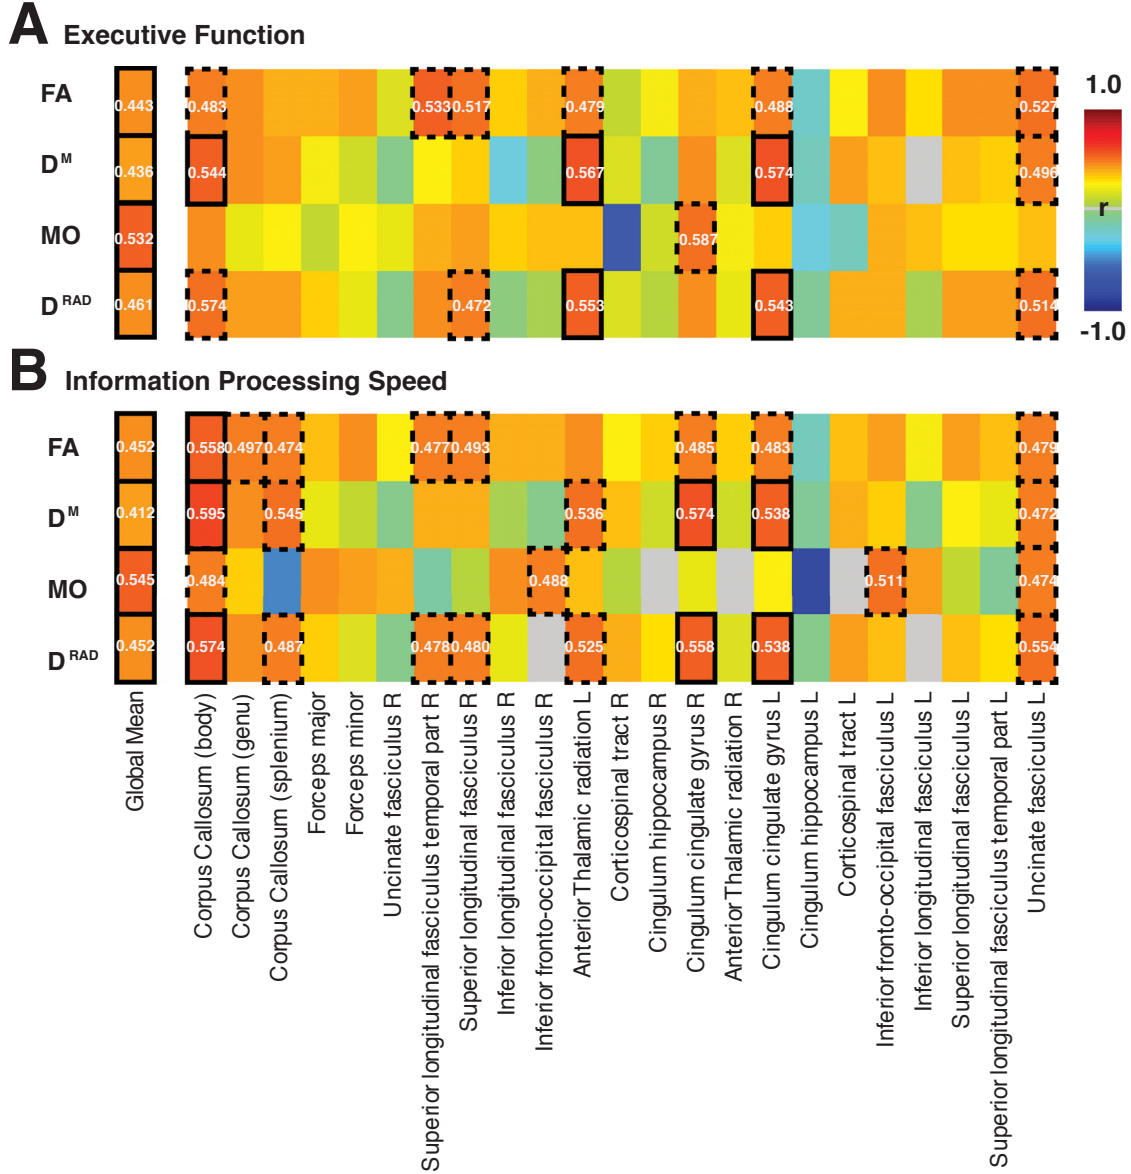 A Executive Function
FA 0.443 0.483 0.533 0.517 0.479 0.488 0.527
D M 0.436 0.544 0.567 0.574 0.496
MO 0.532 0.587
D RAD 0.461 0.574 0.472 0.553 0.543 0.514
1.0
r
-1.0
B Information Processing Speed
FA 0.452 0.558 0.497 0.474 0.477 0.493 0.485 0.483 0.479
D M 0.412 0.595 0.545 0.536 0.574 0.538 0.472
MO 0.545 0.484 0.488 0.511 0.474
D RAD 0.452 0.574 0.487 0.478 0.480 0.525 0.558 0.538 0.554
Global Mean
Corpus Callosum (body)
Corpus Callosum (genu)
Corpus Callosum (splenium)
Forceps major
Forceps minor
Uncinate fasciculus R
Superior longitudinal fasciculus temporal part R
Superior longitudinal fasciculus R
Inferior longitudinal fasciculus R
Inferior fronto-occipital fasciculus R
Anterior Thalamic radiation L
Corticospinal tract R
Cingulum hippocampus R
Cingulum cingulate gyrus R
Anterior Thalamic radiation R
Cingulum cingulate gyrus L
Cingulum hippocampus L
Corticospinal tract L
Inferior fronto-occipital fasciculus L
Inferior longitudinal fasciculus L
Superior longitudinal fasciculus L
Superior longitudinal fasciculus temporal part L
Uncinate fasciculus L